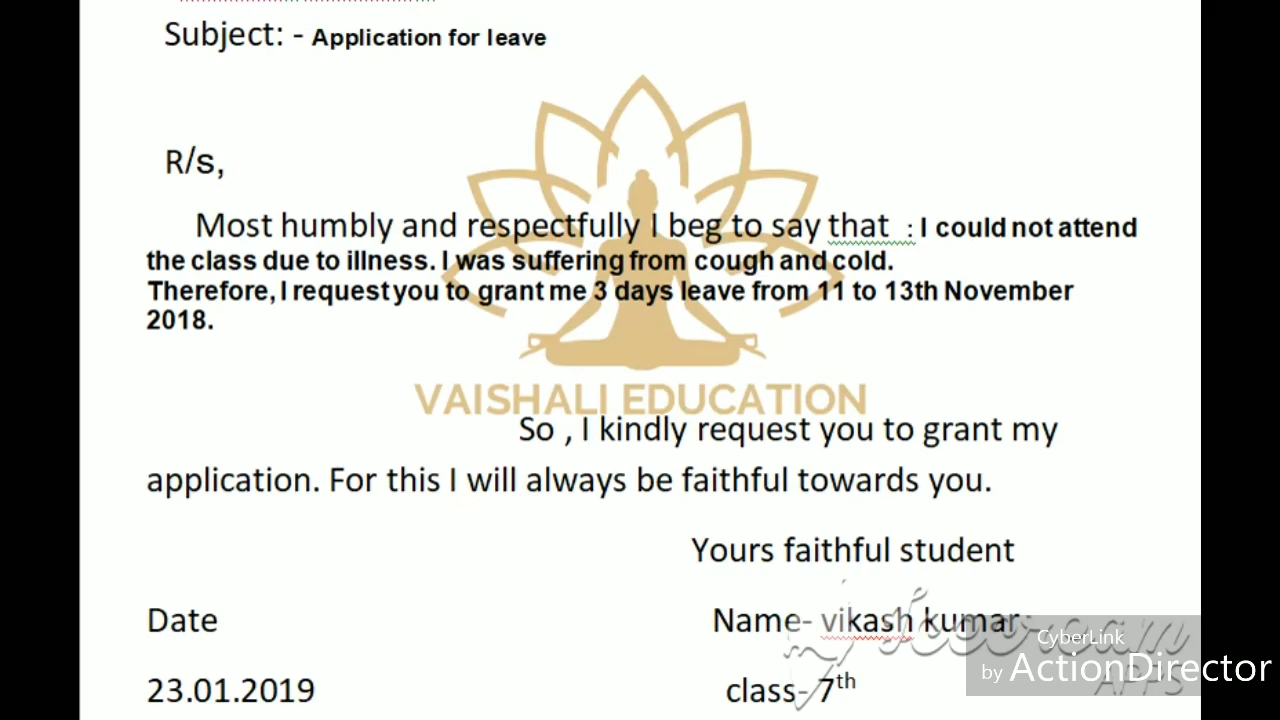 Subject: - Application for leave
R/s,
Most humbly and respectfully I beg to say that : I could not attend
the class due to illness. I was suffering from cough and cold.
Therefore, I request you to grant me 3 days leave from 11 to 13th November
2018.
VAISHALI EDUCATION
So , I kindly request you to grant my
application. For this I will always be faithful towards you.
Yours faithful student
Date
Name- vikash kumar
23.01.2019
class- 7th
Icecream
APPS
CyberLink
by ActionDirector